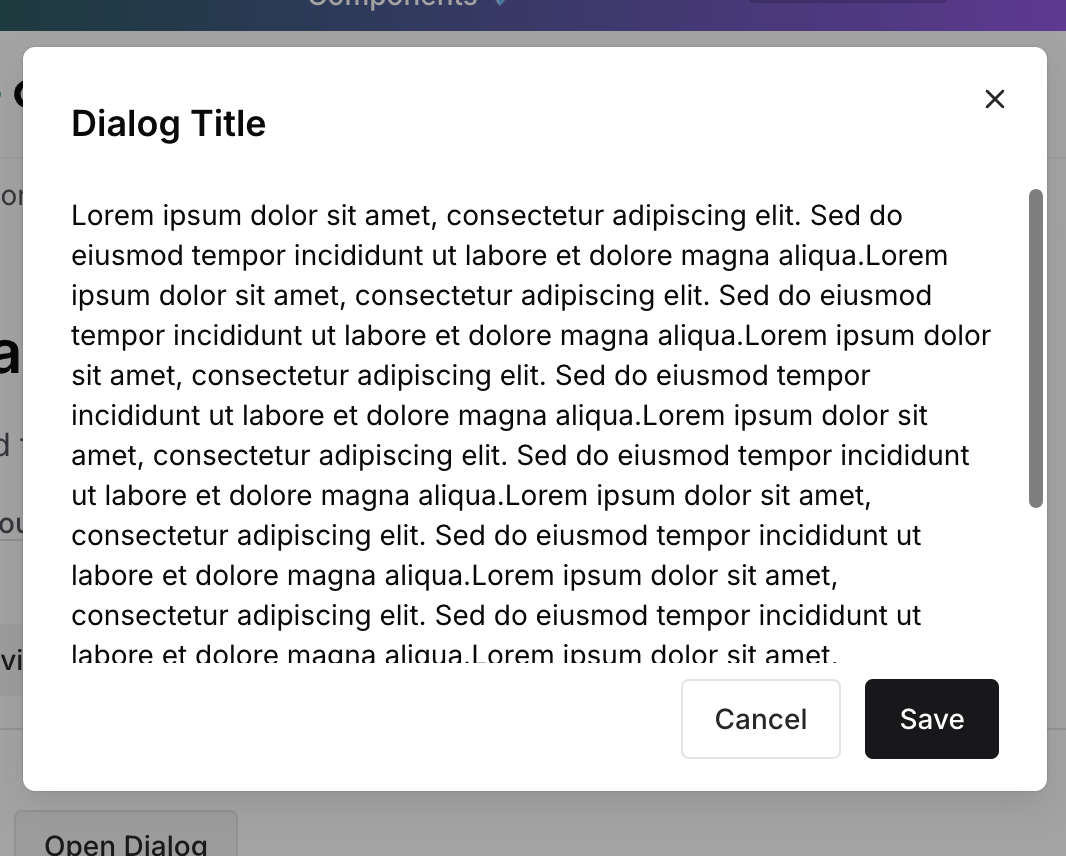 Components
Dialog Title
Lorem ipsum dolor sit amet, consectetur adipiscing elit. Sed do
eiusmod tempor incididunt ut labore et dolore magna aliqua.Lorem
ipsum dolor sit amet, consectetur adipiscing elit. Sed do eiusmod
tempor incididunt ut labore et dolore magna aliqua.Lorem ipsum dolor
sit amet, consectetur adipiscing elit. Sed do eiusmod tempor
incididunt ut labore et dolore magna aliqua.Lorem ipsum dolor sit
amet, consectetur adipiscing elit. Sed do eiusmod tempor incididunt
ut labore et dolore magna aliqua.Lorem ipsum dolor sit amet,
consectetur adipiscing elit. Sed do eiusmod tempor incididunt ut
labore et dolore magna aliqua.Lorem ipsum dolor sit amet,
consectetur adipiscing elit. Sed do eiusmod tempor incididunt ut
labore et dolore magna aliqua.Lorem ipsum dolor sit amet,
Cancel
Save
Open Dialog